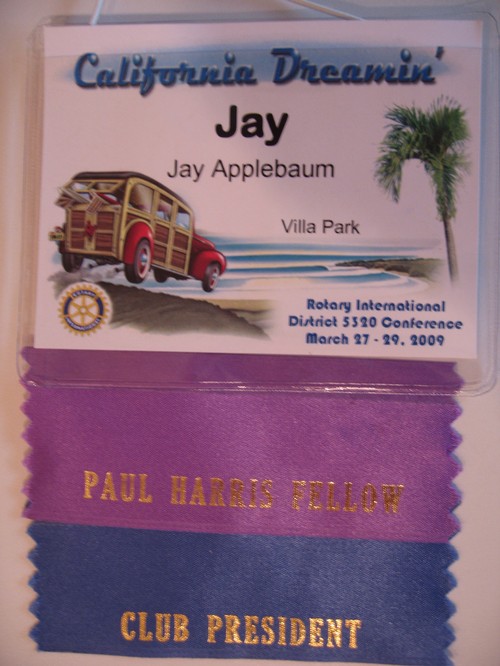 California Dreamin'
Jay
Jay Applebaum
Villa Park
Rotary International
District 5320 Conference
March 27 - 29, 2009
PAUL HARRIS FELLOW
CLUB PRESIDENT